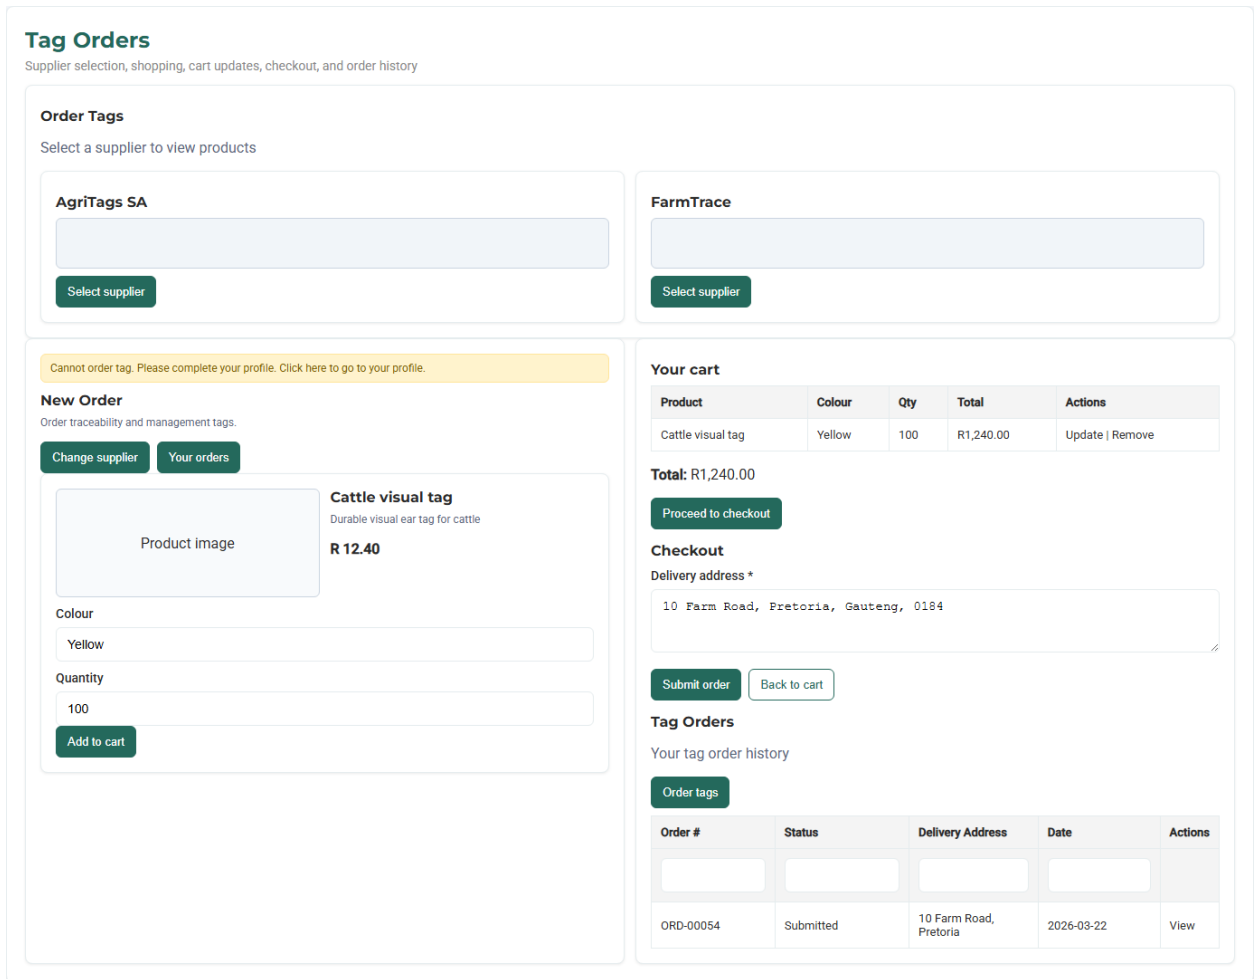 Tag Orders
Supplier selection, shopping, cart updates, checkout, and order history
Order Tags
Select a supplier to view products
AgriTags SA
Select supplier
FarmTrace
Select supplier
Cannot order tag. Please complete your profile. Click here to go to your profile.
New Order
Order traceability and management tags.
Change supplier Your orders
Product image
Cattle visual tag
Durable visual ear tag for cattle
R 12.40
Colour
Yellow
Quantity
100
Add to cart
Your cart
Product Colour Qty Total Actions
Cattle visual tag Yellow 100 R1,240.00 Update | Remove
Total: R1,240.00
Proceed to checkout
Checkout
Delivery address *
10 Farm Road, Pretoria, Gauteng, 0184
Submit order Back to cart
Tag Orders
Your tag order history
Order tags
Order # Status Delivery Address Date Actions
ORD-00054 Submitted 10 Farm Road, Pretoria 2026-03-22 View